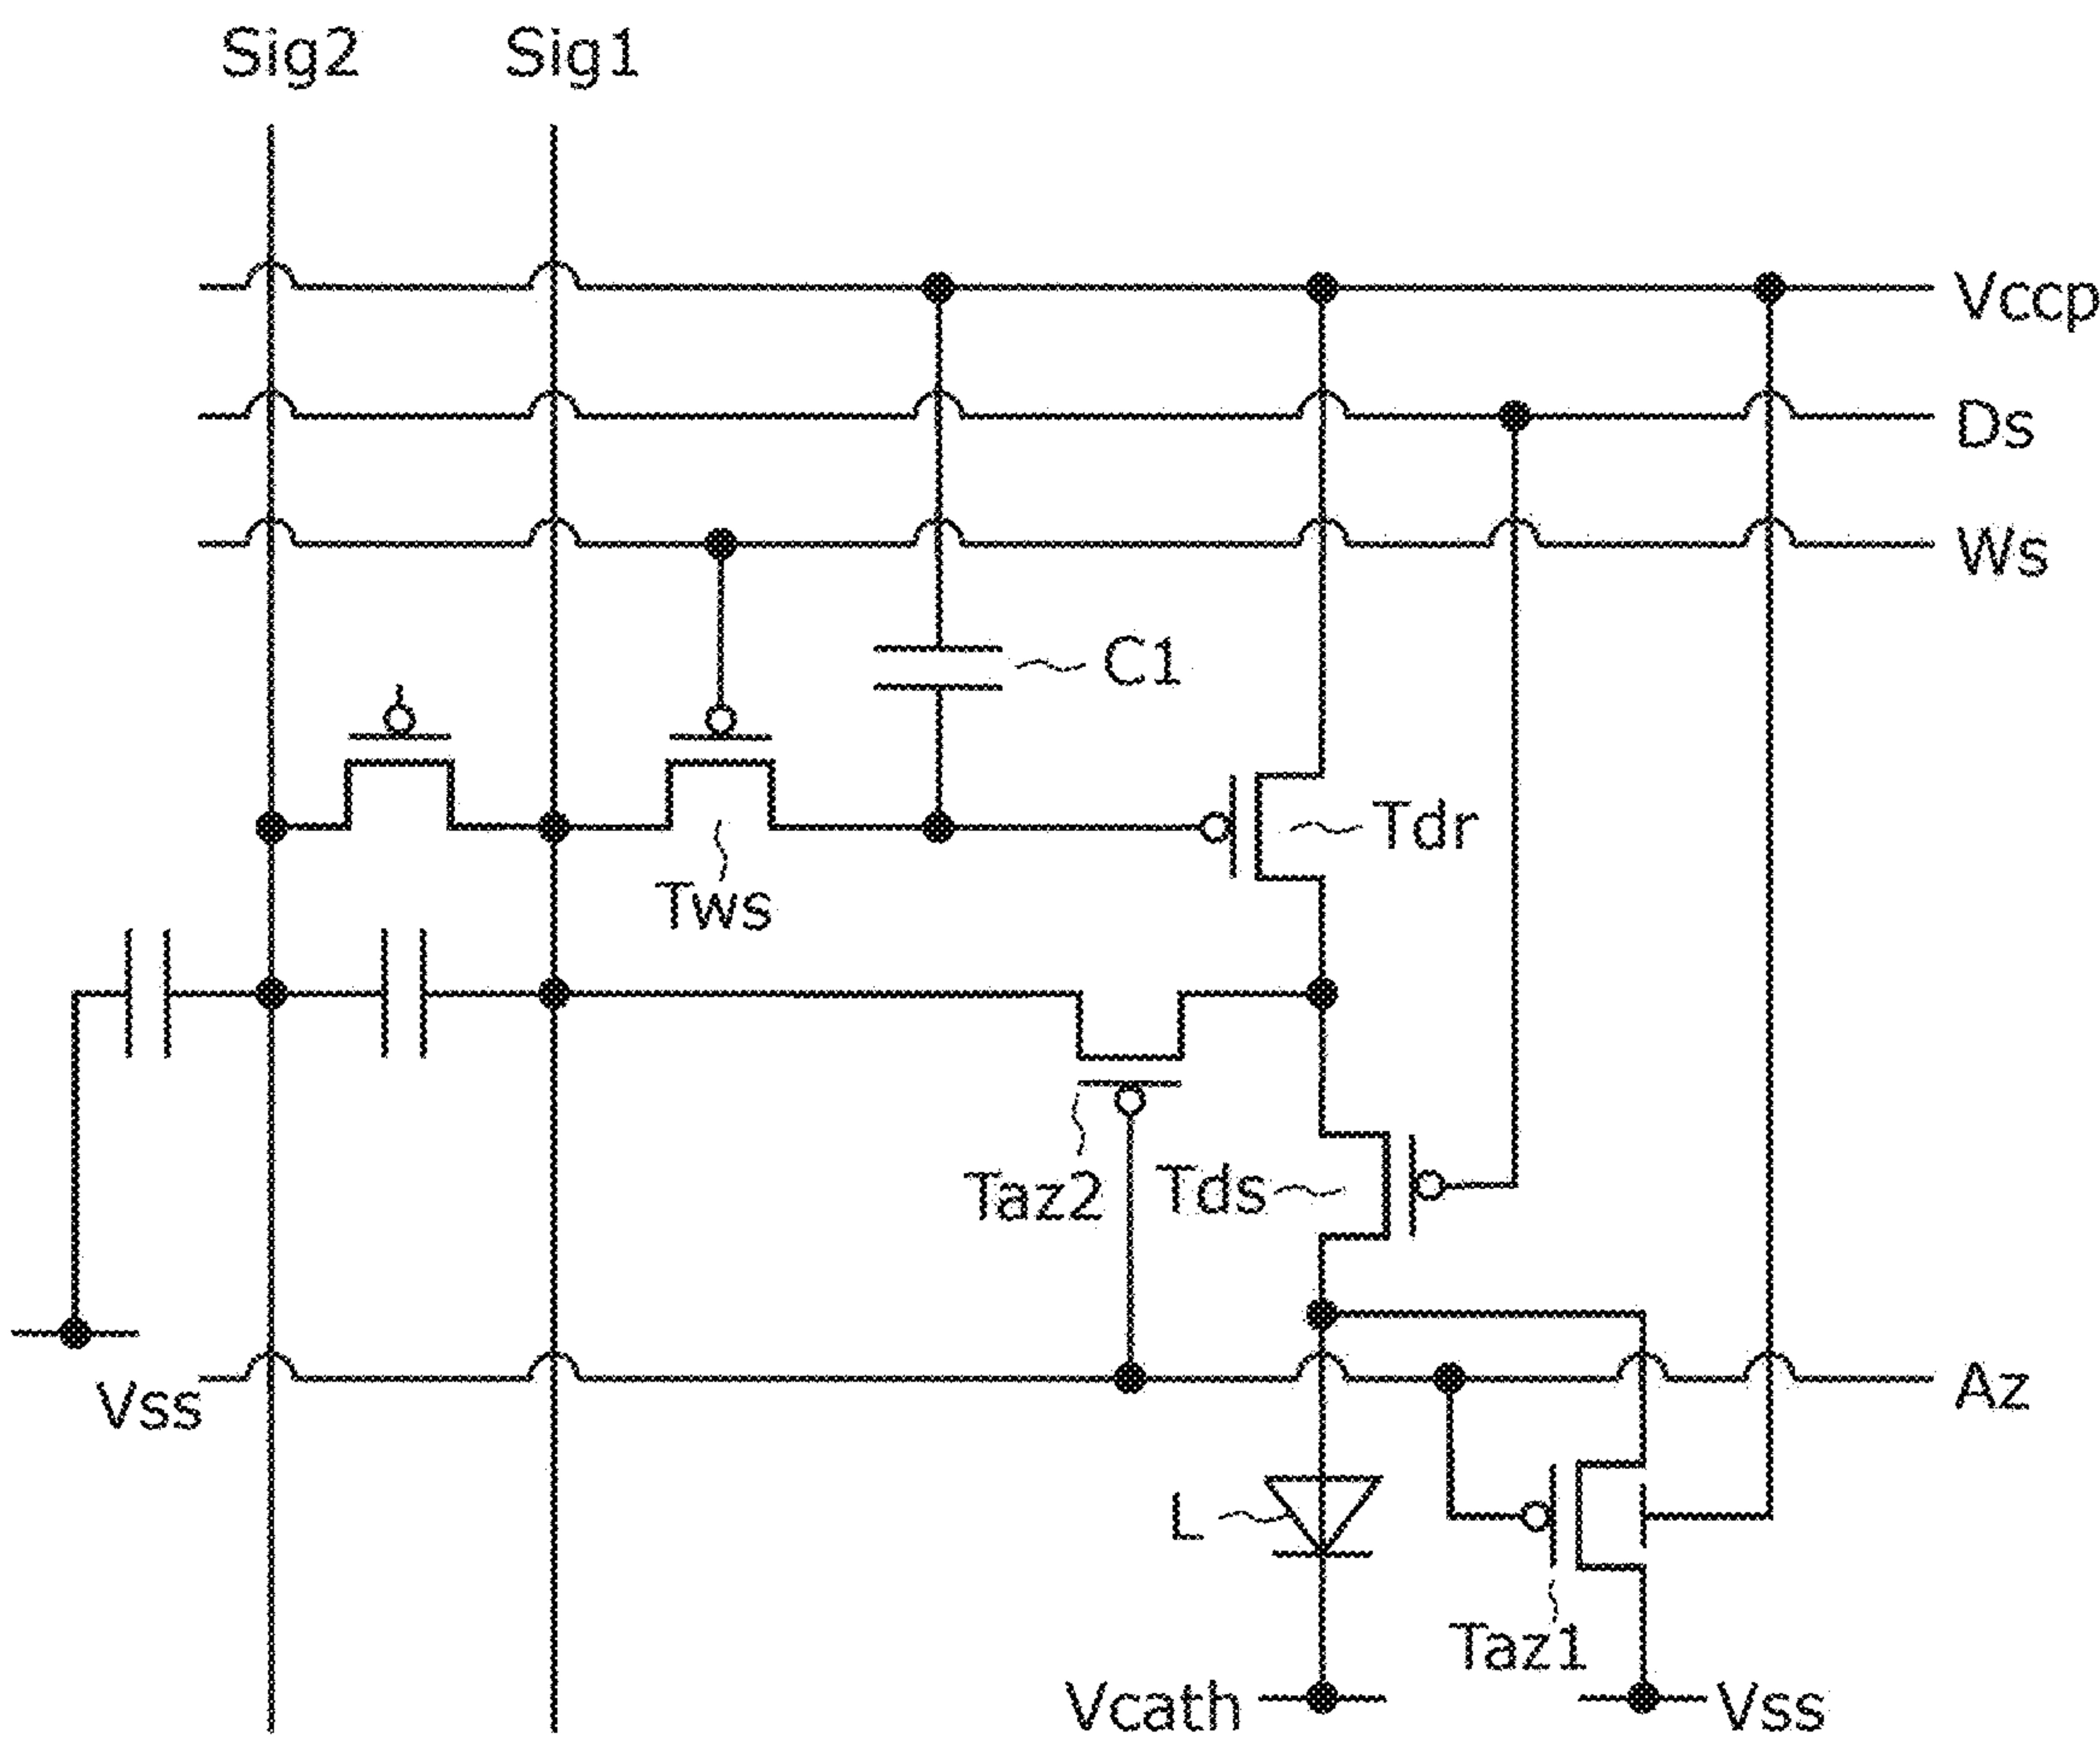 Sig2 Sig1
Vccp
Ds
Ws
C1
Tdr
Tws
Taz2 Tds
Vss
Az
L
Taz1
Vcath
Vss